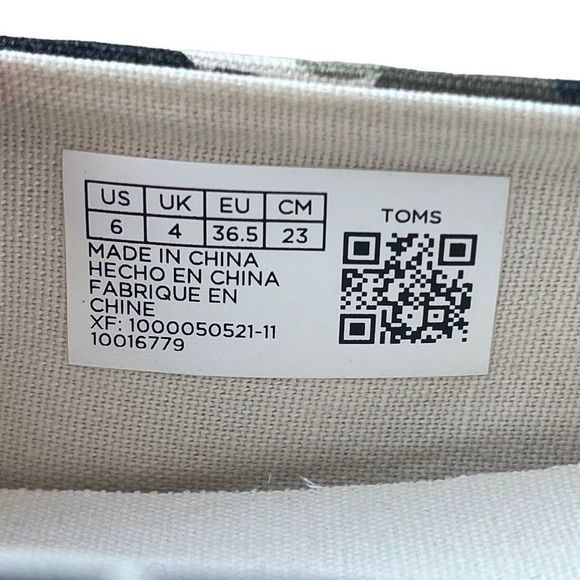 US UK EU CM
6 4 36.5 23
MADE IN CHINA
HECHO EN CHINA
FABRIQUE EN
CHINE
XF: 1000050521-11
10016779
TOMS